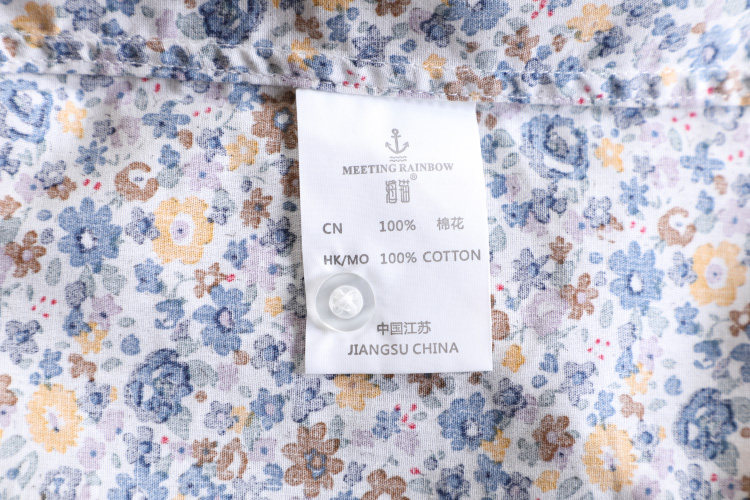 MEETING RAINBOW
®
CN 100% 棉花
HK/MO 100% COTTON
中国江苏
JIANGSU CHINA